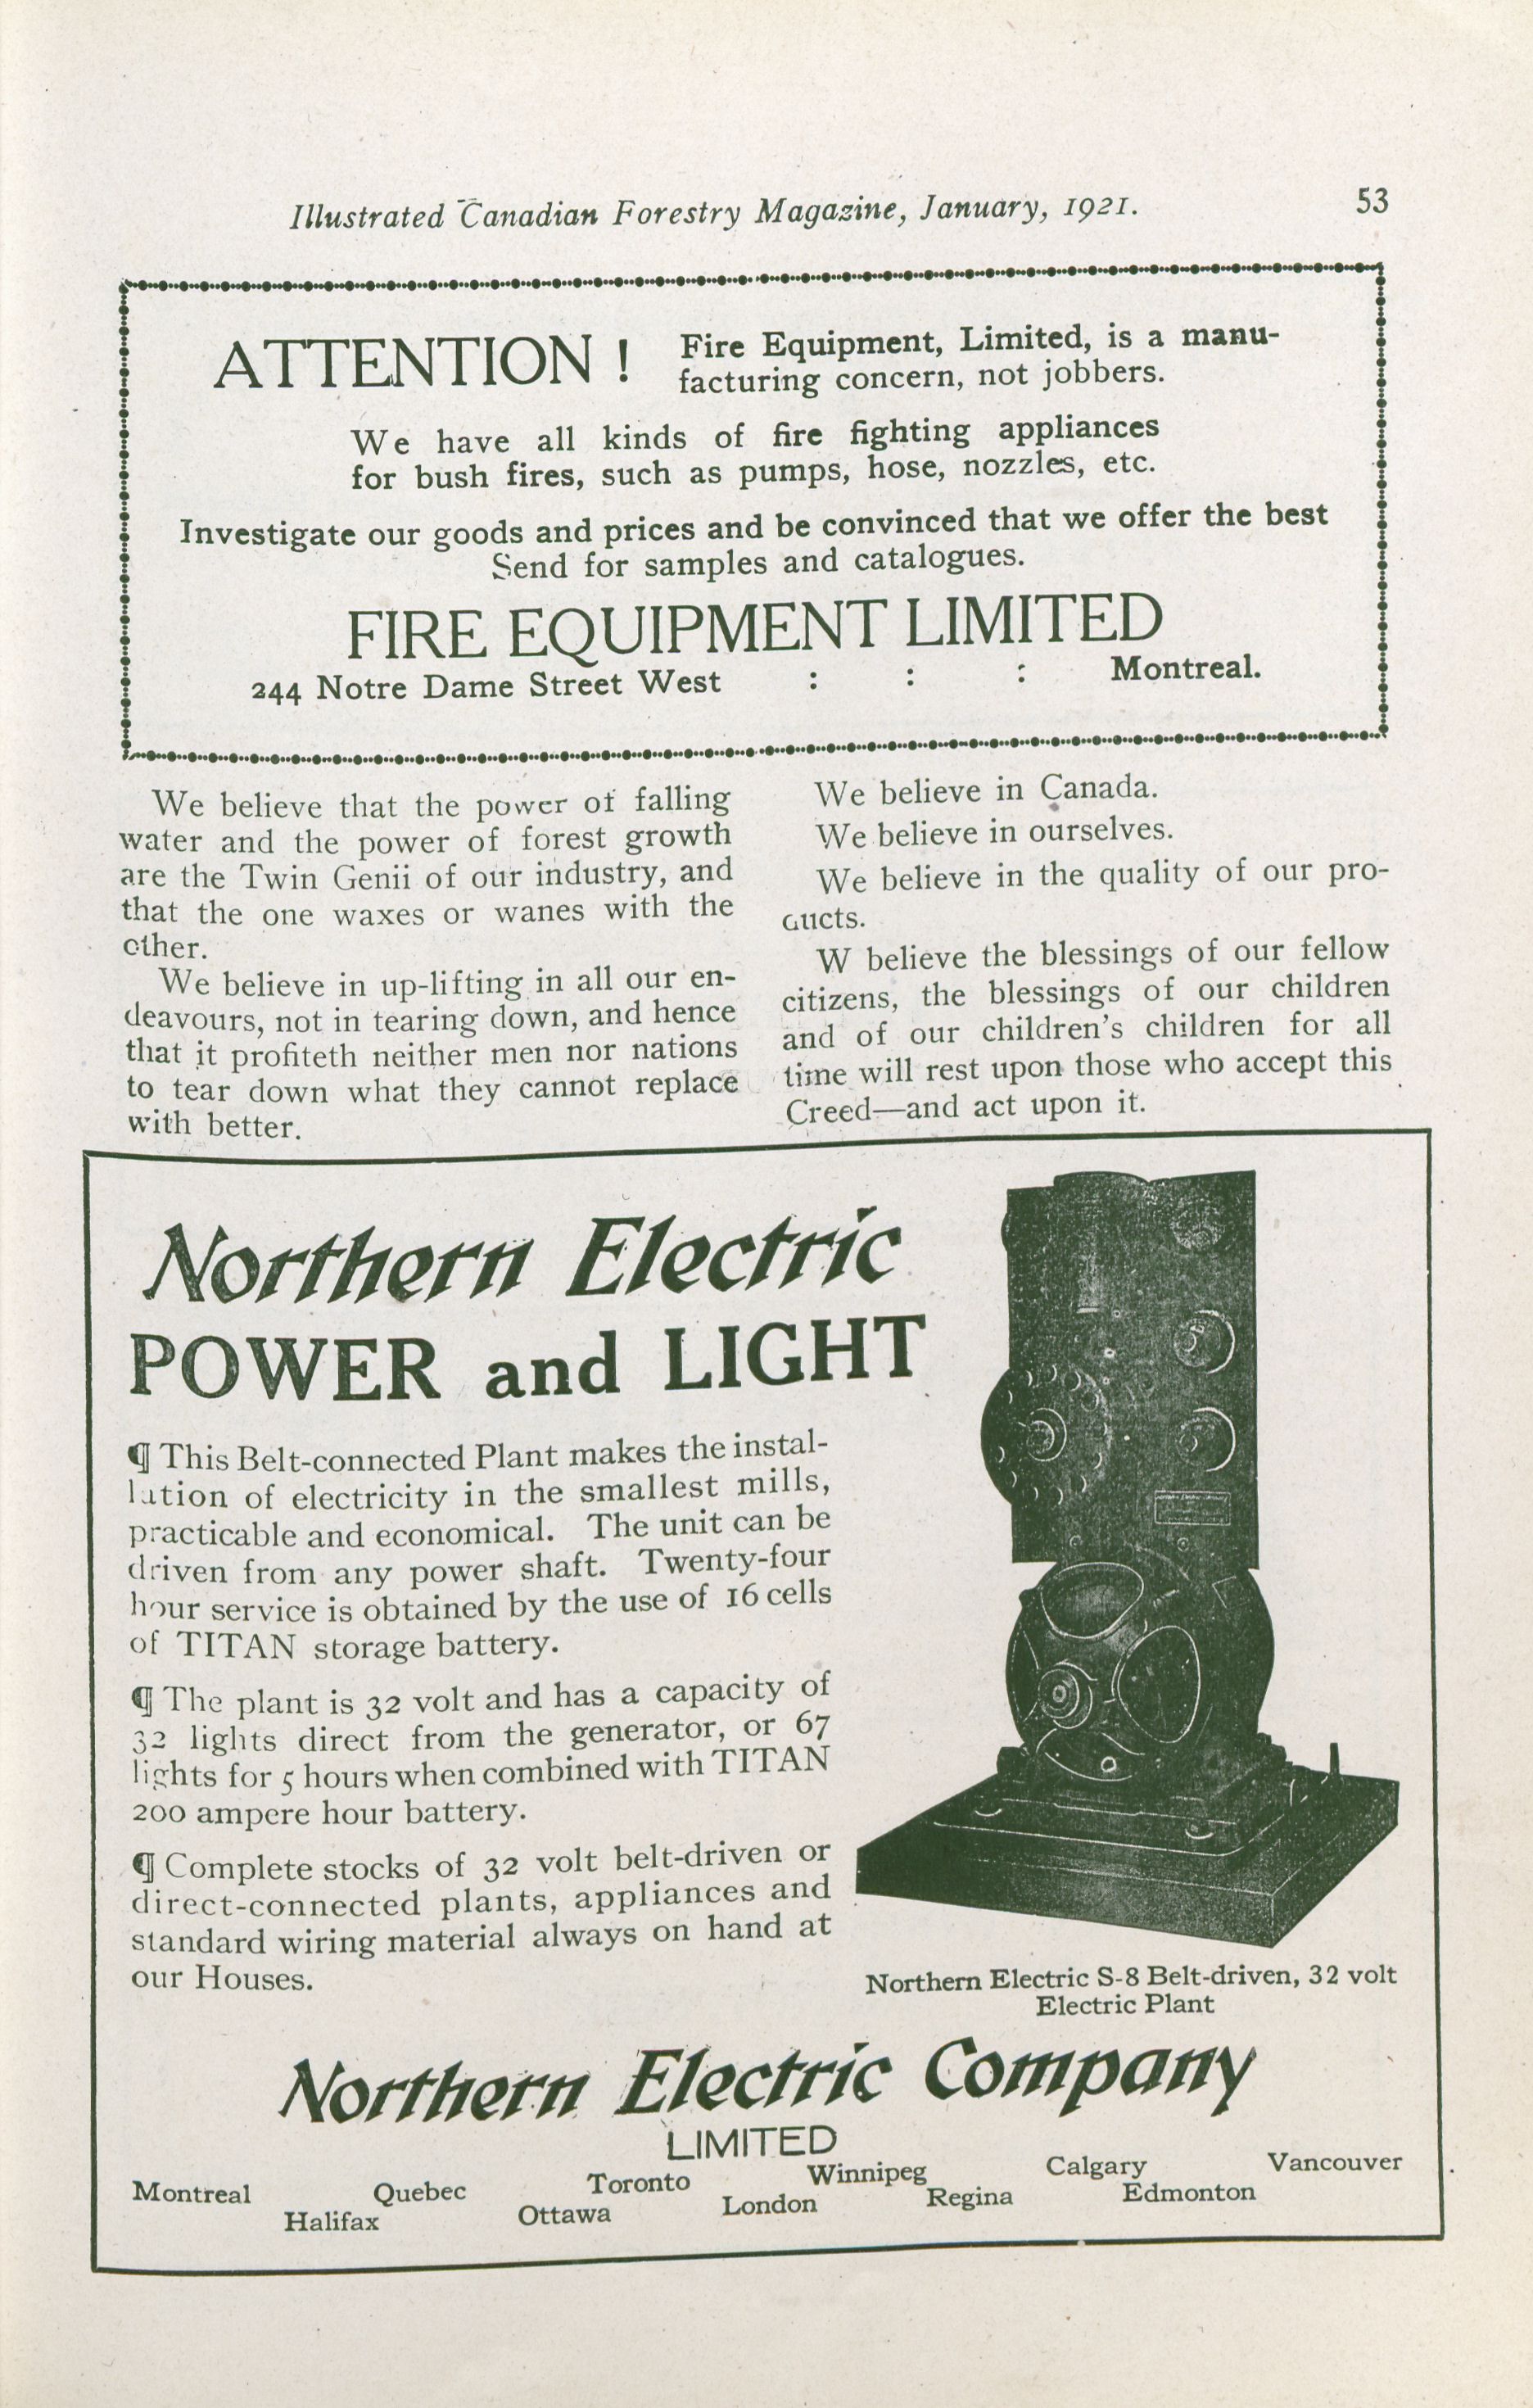 Illustrated Canadian Forestry Magazine, January, 1921.
53
ATTENTION !
Fire Equipment, Limited, is a manu-
facturing concern, not jobbers.
We have all kinds of fire fighting appliances
for bush fires, such as pumps, hose, nozzles, etc.
Investigate our goods and prices and be convinced that we offer the best
Send for samples and catalogues.
FIRE EQUIPMENT LIMITED
244 Notre Dame Street West : : : Montreal.
We believe that the power of falling
water and the power of forest growth
are the Twin Genii of our industry, and
that the one waxes or wanes with the
other.
We believe in up-lifting in all our en-
deavours, not in tearing down, and hence
that it profiteth neither men nor nations
to tear down what they cannot replace
with better.
We believe in Canada.
We believe in ourselves.
We believe in the quality of our pro-
ducts.
W believe the blessings of our fellow
citizens, the blessings of our children
and of our children's children for all
time will rest upon those who accept this
Creed—and act upon it.
Northern Electric
POWER and LIGHT
¶ This Belt-connected Plant makes the instal-
lation of electricity in the smallest mills,
practicable and economical. The unit can be
driven from any power shaft. Twenty-four
hour service is obtained by the use of 16 cells
of TITAN storage battery.
¶ The plant is 32 volt and has a capacity of
32 lights direct from the generator, or 67
lights for 5 hours when combined with TITAN
200 ampere hour battery.
¶ Complete stocks of 32 volt belt-driven or
direct-connected plants, appliances and
standard wiring material always on hand at
our Houses.
Northern Electric S-8 Belt-driven, 32 volt
Electric Plant
Northern Electric Company
LIMITED
Montreal Quebec Toronto Winnipeg Calgary Vancouver
Halifax Ottawa London Regina Edmonton